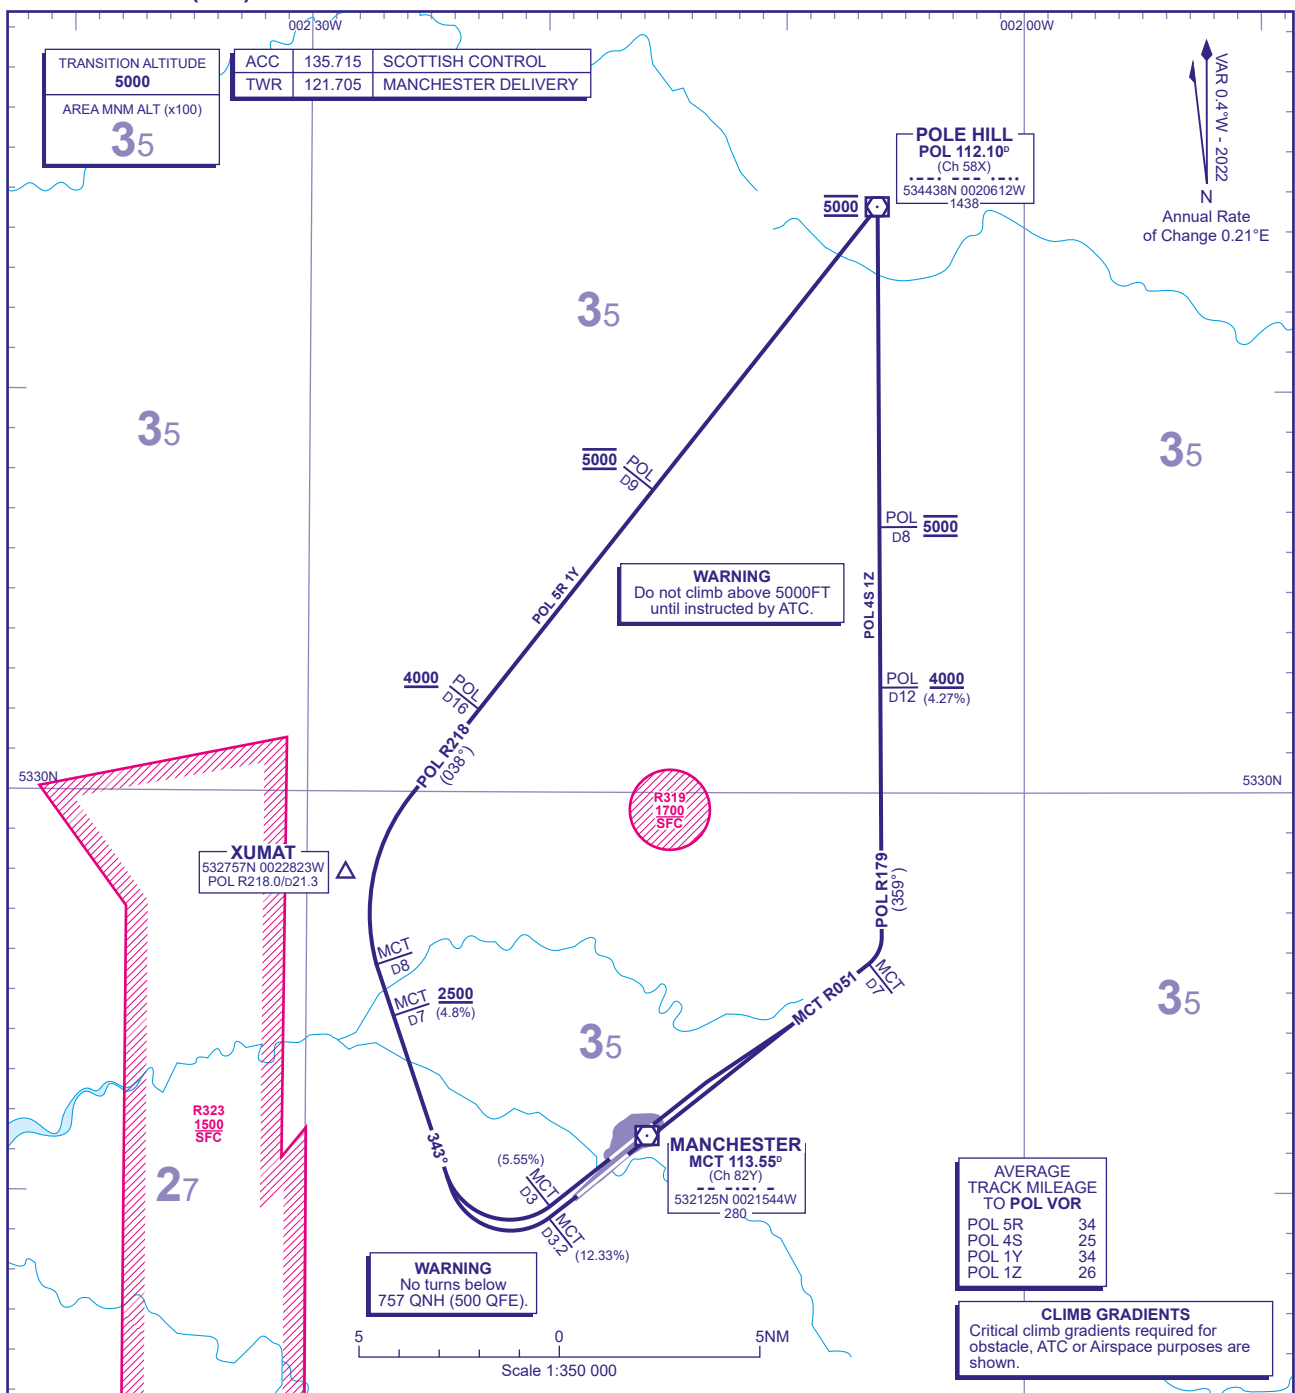 002 30W
002 00W
TRANSITION ALTITUDE
5000
AREA MNM ALT (x100)
35
ACC 135.715 SCOTTISH CONTROL
TWR 121.705 MANCHESTER DELIVERY
POLE HILL
POL 112.10D
(Ch 58X)
534438N 0020612W
1438
VAR 0.4°W - 2022
N
Annual Rate
of Change 0.21°E
5000
35
35
35
5000 POL
D9
POL D8 5000
WARNING
Do not climb above 5000FT
until instructed by ATC.
POL 5R 1Y
POL 4S 1Z
4000 POL
D16
POL D12 4000
(4.27%)
POL R218
(038°)
5330N
5330N
R319
1700
SFC
XUMAT
532757N 0022823W
POL R218.0/D21.3
POL R179
(359°)
MCT
D8
MCT
D7
2500
(4.8%)
MCT
D7
MCT R051
35
35
R323
1500
SFC
27
343°
(5.55%)
MCT
D3
MANCHESTER
MCT 113.55D
(Ch 82Y)
532125N 0021544W
280
MCT
D3.2
(12.33%)
WARNING
No turns below
757 QNH (500 QFE).
AVERAGE
TRACK MILEAGE
TO POL VOR
POL 5R 34
POL 4S 25
POL 1Y 34
POL 1Z 26
CLIMB GRADIENTS
Critical climb gradients required for
obstacle, ATC or Airspace purposes are
shown.
5 0 5NM
Scale 1:350 000